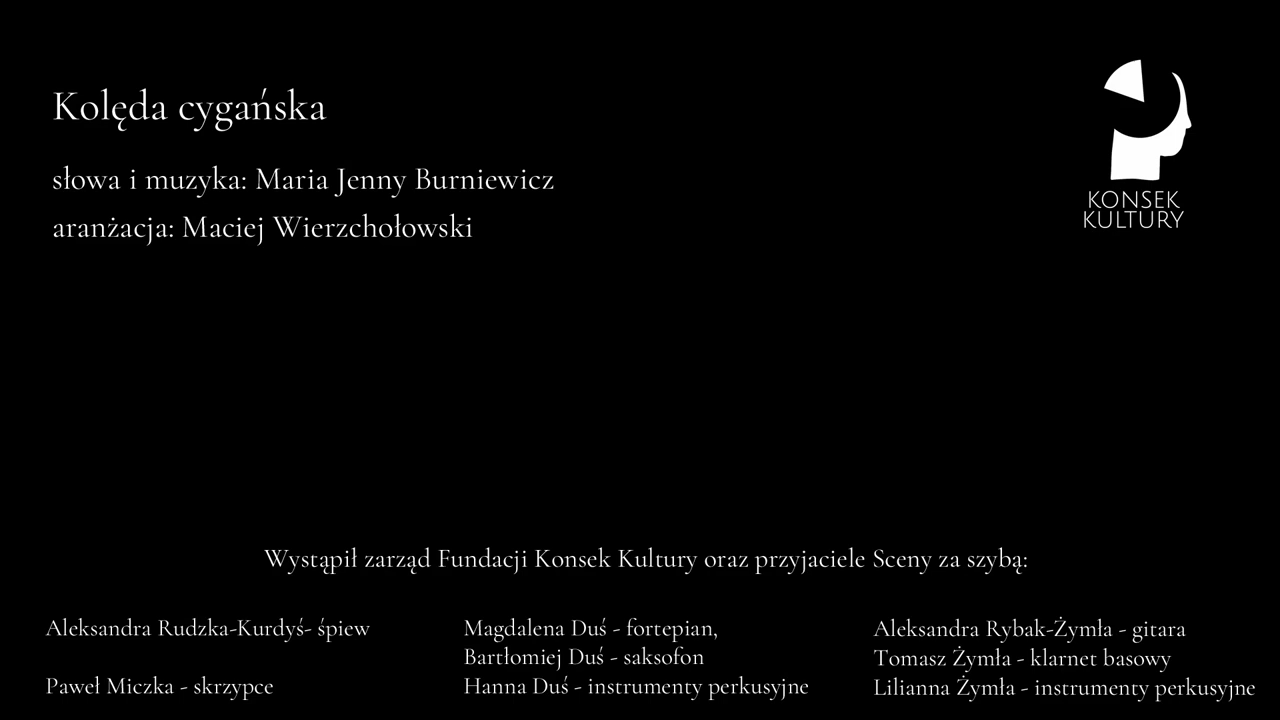 Kolęda cygańska
słowa i muzyka: Maria Jenny Burniewicz
aranżacja: Maciej Wierzchołowski
KONSEK
KULTURY
Wystąpił zarząd Fundacji Konsek Kultury oraz przyjaciele Sceny za szybą:
Aleksandra Rudzka-Kurdyś- śpiew
Paweł Miczka - skrzypce
Magdalena Duś - fortepian,
Bartłomiej Duś - saksofon
Hanna Duś - instrumenty perkusyjne
Aleksandra Rybak-Żymła - gitara
Tomasz Żymła - klarnet basowy
Lilianna Żymła - instrumenty perkusyjne